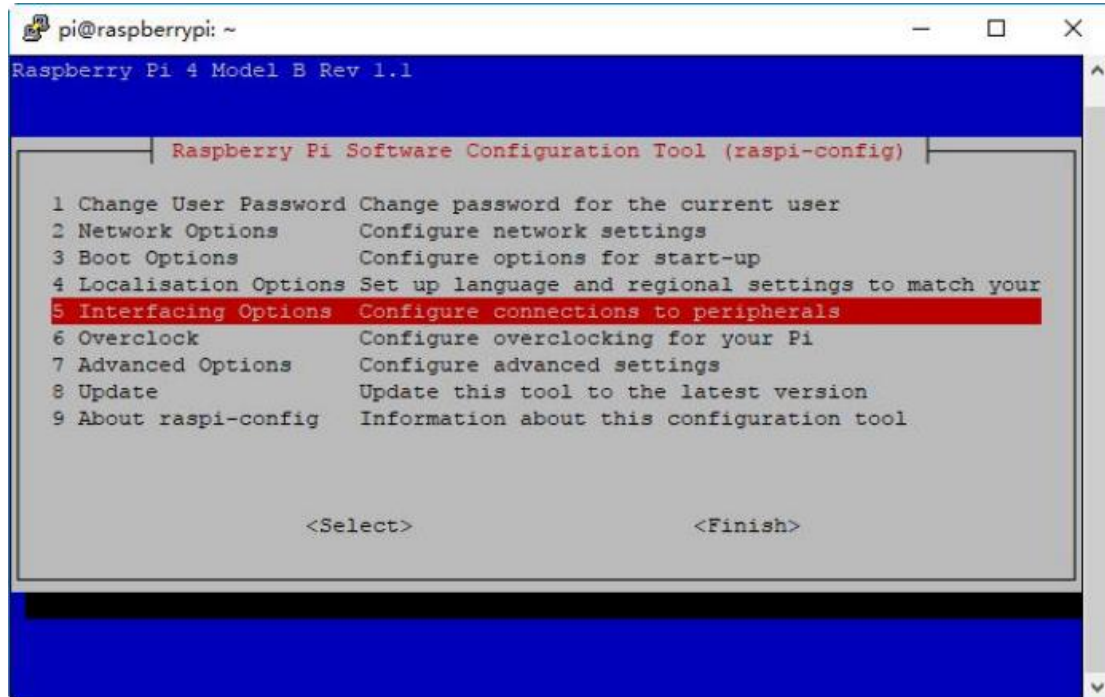 pi@raspberrypi: ~
Raspberry Pi 4 Model B Rev 1.1
Raspberry Pi Software Configuration Tool (raspi-config)
1 Change User Password Change password for the current user
2 Network Options Configure network settings
3 Boot Options Configure options for start-up
4 Localisation Options Set up language and regional settings to match your
5 Interfacing Options Configure connections to peripherals
6 Overclock Configure overclocking for your Pi
7 Advanced Options Configure advanced settings
8 Update Update this tool to the latest version
9 About raspi-config Information about this configuration tool
<Select> <Finish>